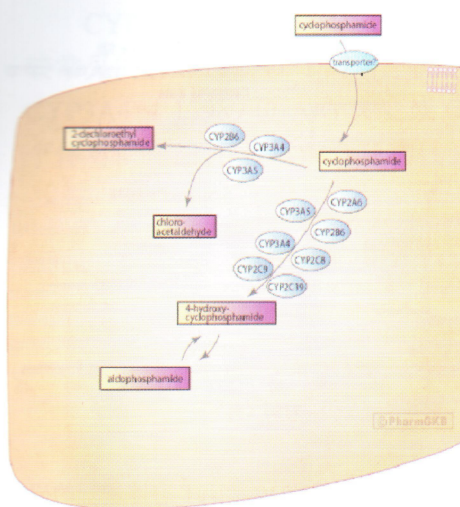 cyclophosphamide
transporter?
2-dechloroethyl
cyclophosphamide
CYP2B6
CYP3A4
CYP3A5
cyclophosphamide
chloro-
acetaldehyde
CYP3A5
CYP2A6
CYP2B6
CYP3A4
CYP2C8
CYP2C9
CYP2C19
4-hydroxy-
cyclophosphamide
aldophosphamide
©PharmGKB